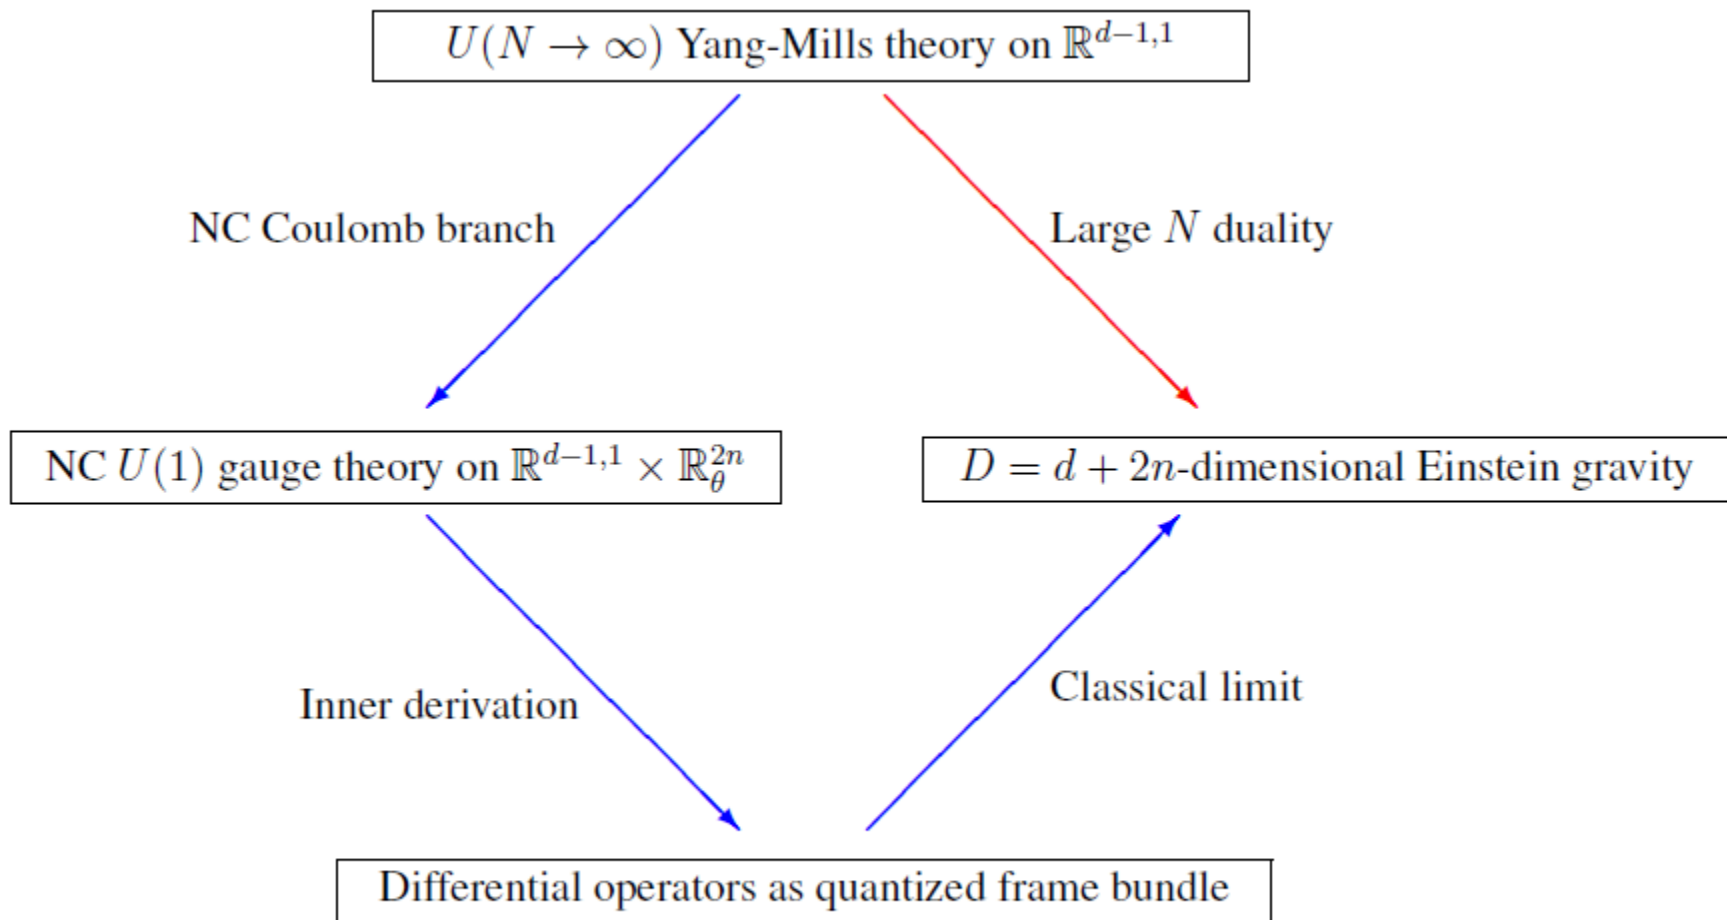 U(N → ∞) Yang-Mills theory on ℝ^{d−1,1}
NC Coulomb branch
Large N duality
NC U(1) gauge theory on ℝ^{d−1,1} × ℝ_θ^{2n}
D = d + 2n-dimensional Einstein gravity
Inner derivation
Classical limit
Differential operators as quantized frame bundle